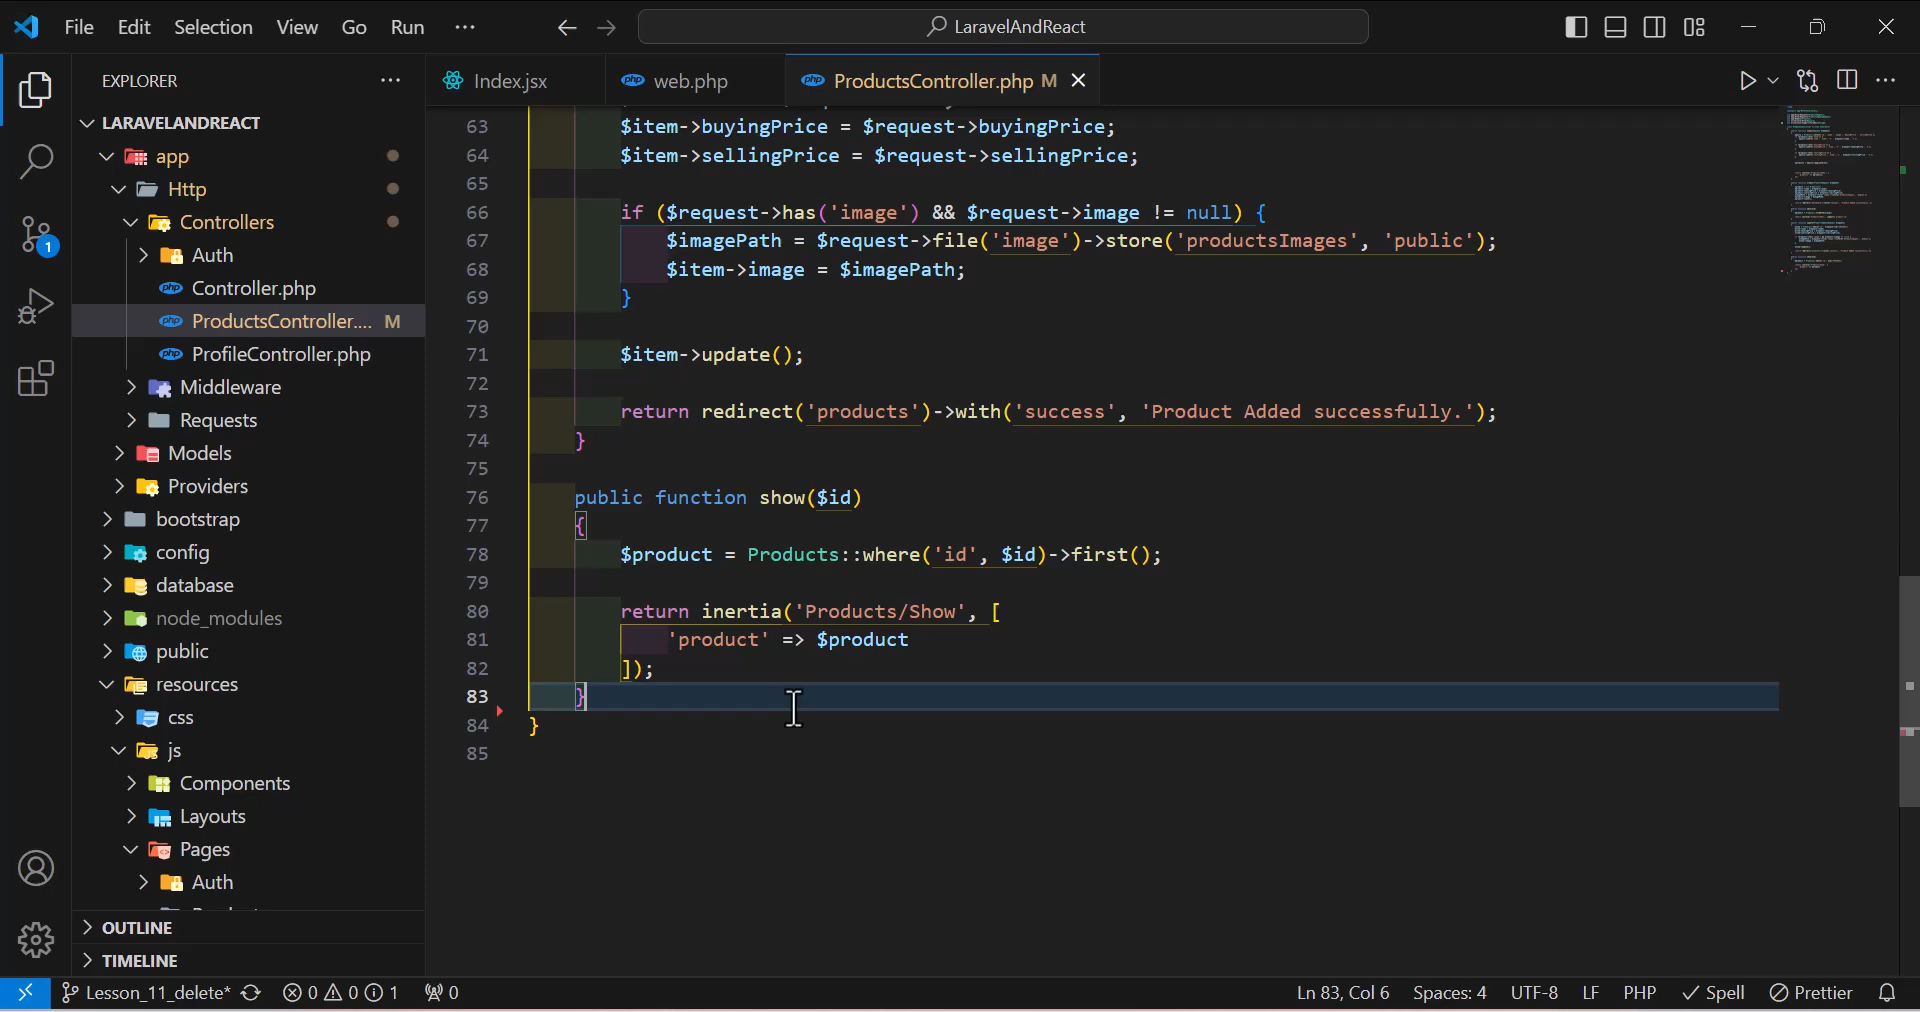 File Edit Selection View Go Run ··· LaravelAndReact
EXPLORER
Index.jsx
web.php
ProductsController.php M
LARAVELANDREACT
app
Http
Controllers
Auth
Controller.php
ProductsController.... M
ProfileController.php
Middleware
Requests
Models
Providers
bootstrap
config
database
node_modules
public
resources
css
js
Components
Layouts
Pages
Auth
OUTLINE
TIMELINE
63 $item->buyingPrice = $request->buyingPrice;
64 $item->sellingPrice = $request->sellingPrice;
65
66 if ($request->has('image') && $request->image != null) {
67 $imagePath = $request->file('image')->store('productsImages', 'public');
68 $item->image = $imagePath;
69 }
70
71 $item->update();
72
73 return redirect('products')->with('success', 'Product Added successfully.');
74 }
75
76 public function show($id)
77 {
78 $product = Products::where('id', $id)->first();
79
80 return inertia('Products/Show', [
81 'product' => $product
82 ]);
83 }
84 }
85
1
Lesson_11_delete* 0 0 1 0 Ln 83, Col 6 Spaces: 4 UTF-8 LF PHP Spell Prettier